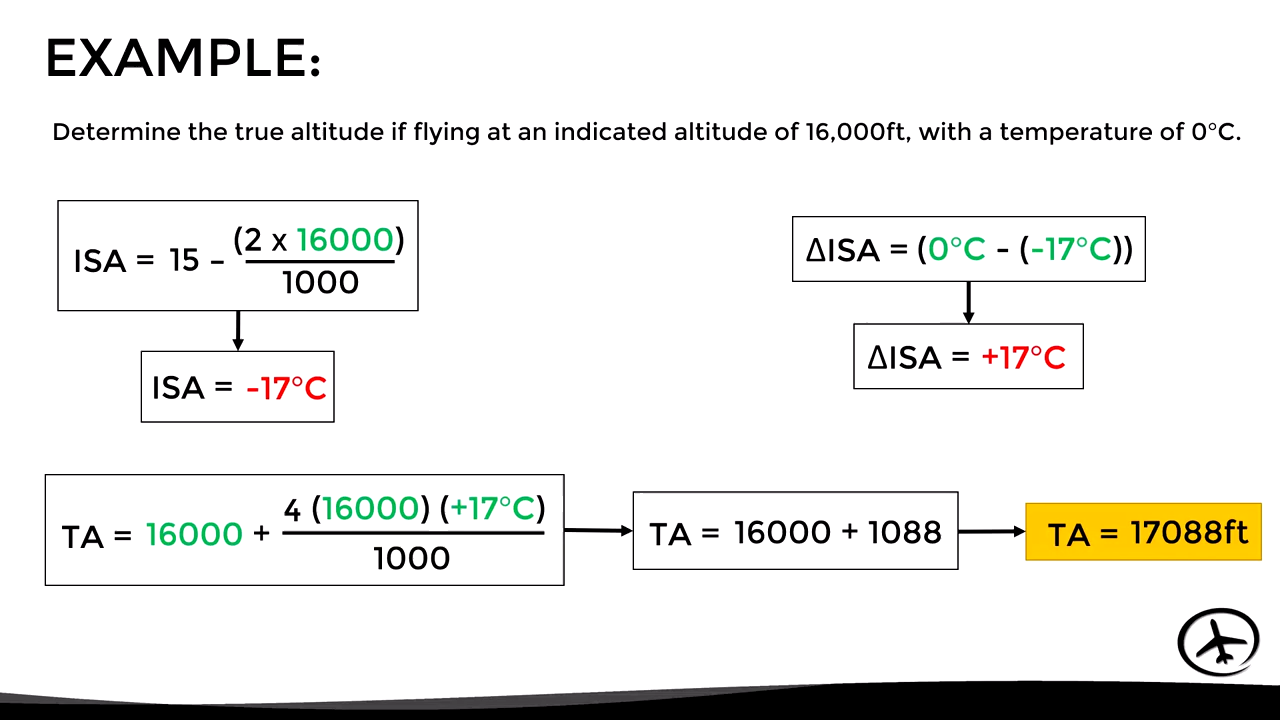 EXAMPLE:
Determine the true altitude if flying at an indicated altitude of 16,000ft, with a temperature of 0°C.
ISA = 15 – (2 x 16000)
1000
ISA = -17°C
ΔISA = (0°C - (-17°C))
ΔISA = +17°C
TA = 16000 + 4 (16000) (+17°C)
1000
TA = 16000 + 1088
TA = 17088ft